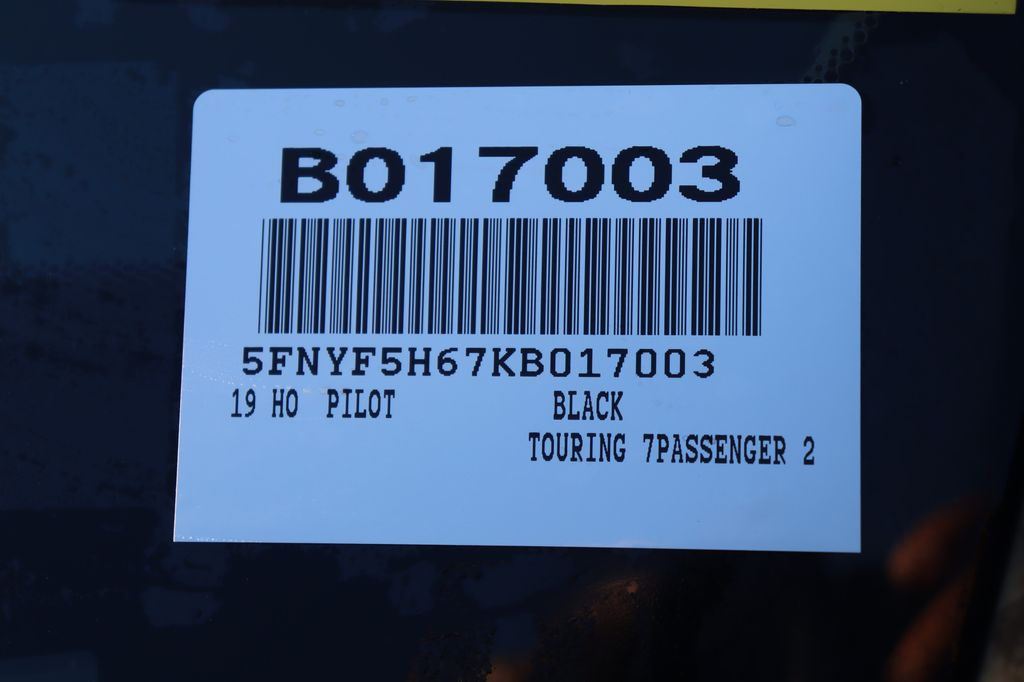 B017003
5FNYF5H67KB017003
19 HO PILOT BLACK
TOURING 7PASSENGER 2